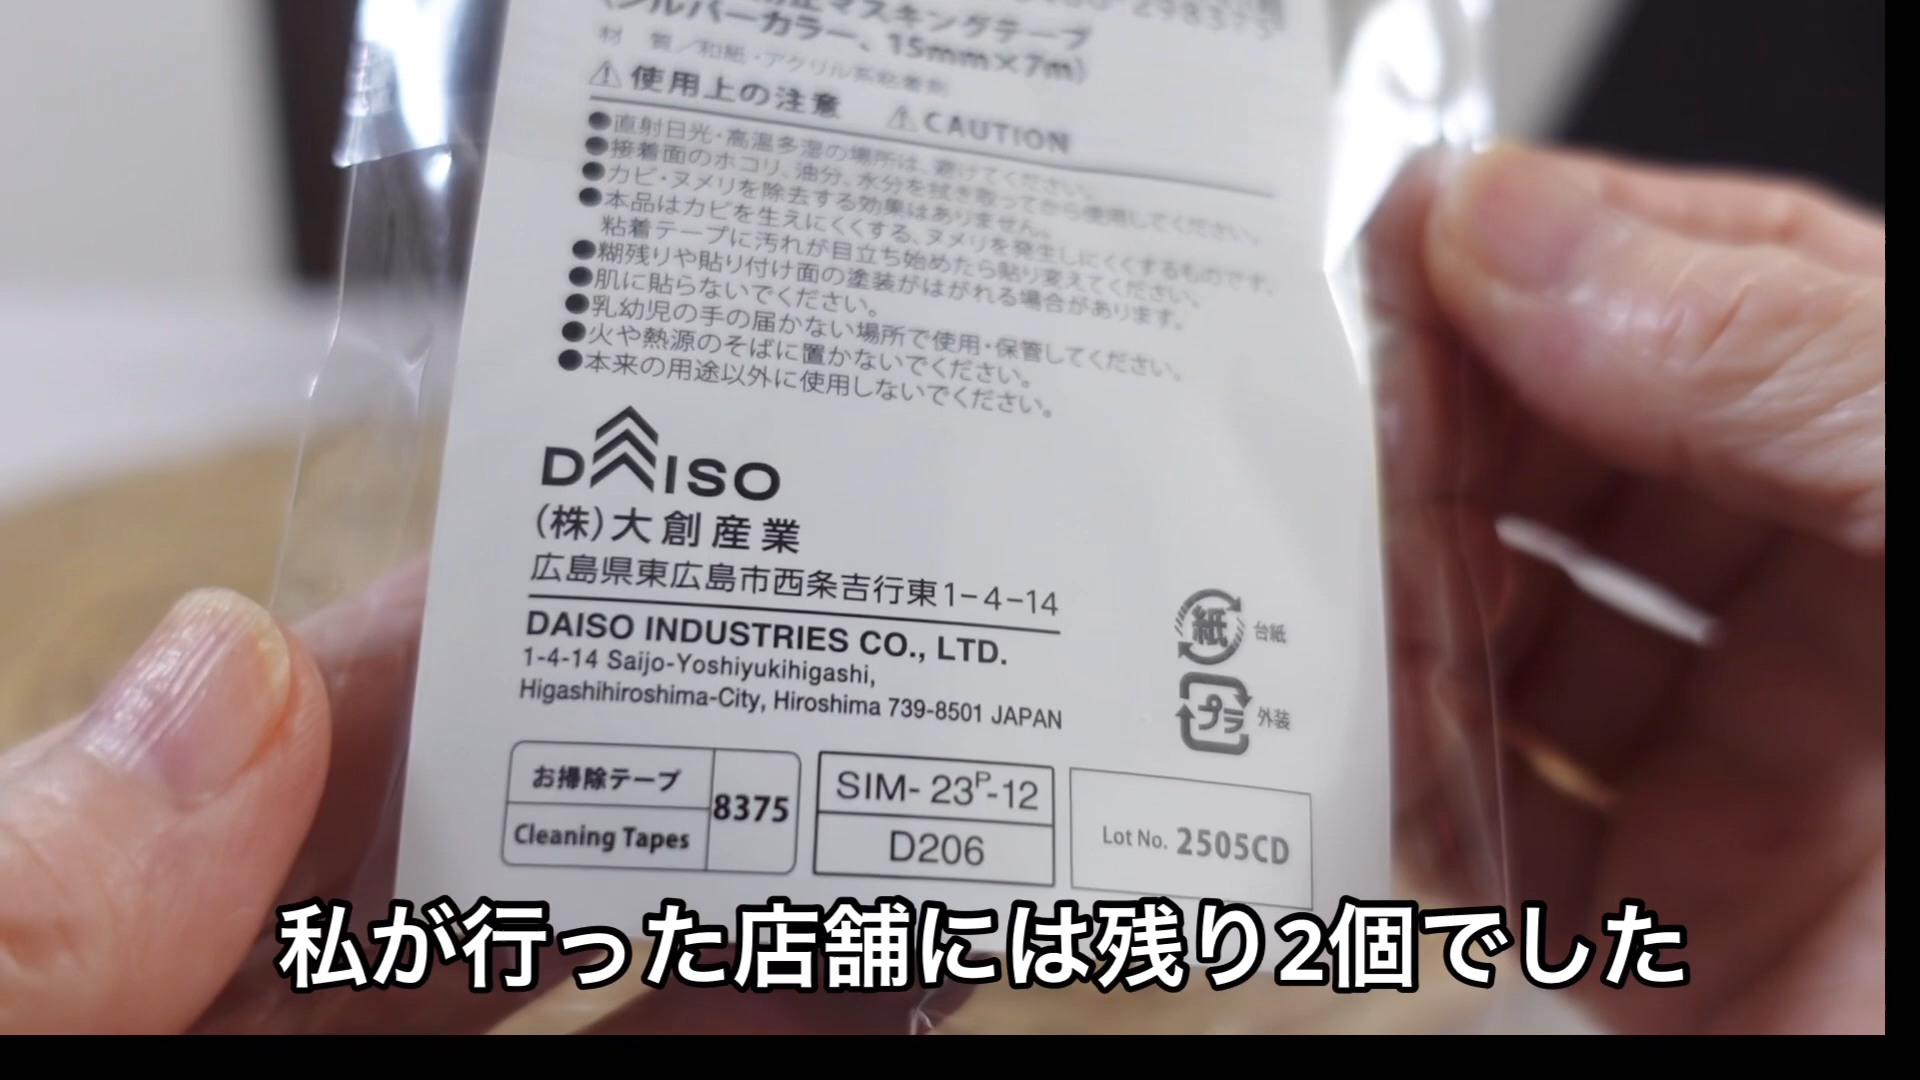 マスキングテープ
シルバーカラー、15mm×7m)
材 質/和紙・アクリル系粘着剤
⚠使用上の注意 ⚠CAUTION
●直射日光・高温多湿の場所は、避けてください。
●接着面のホコリ、油分、水分を拭き取ってから使用してください。
●カビ・ヌメリを除去する効果はありません。
●本品はカビを生えにくくする、ヌメリを発生しにくくするものです。
粘着テープに汚れが目立ち始めたら貼り変えてください。
●糊残りや貼り付け面の塗装がはがれる場合があります。
●肌に貼らないでください。
●乳幼児の手の届かない場所で使用・保管してください。
●火や熱源のそばに置かないでください。
●本来の用途以外に使用しないでください。
DAISO
(株)大創産業
広島県東広島市西条吉行東1-4-14
DAISO INDUSTRIES CO., LTD.
1-4-14 Saijo-Yoshiyukihigashi,
Higashihiroshima-City, Hiroshima 739-8501 JAPAN
紙 台紙
プラ 外装
お掃除テープ
Cleaning Tapes
8375
SIM- 23P-12
D206
Lot No. 2505CD
私が行った店舗には残り2個でした